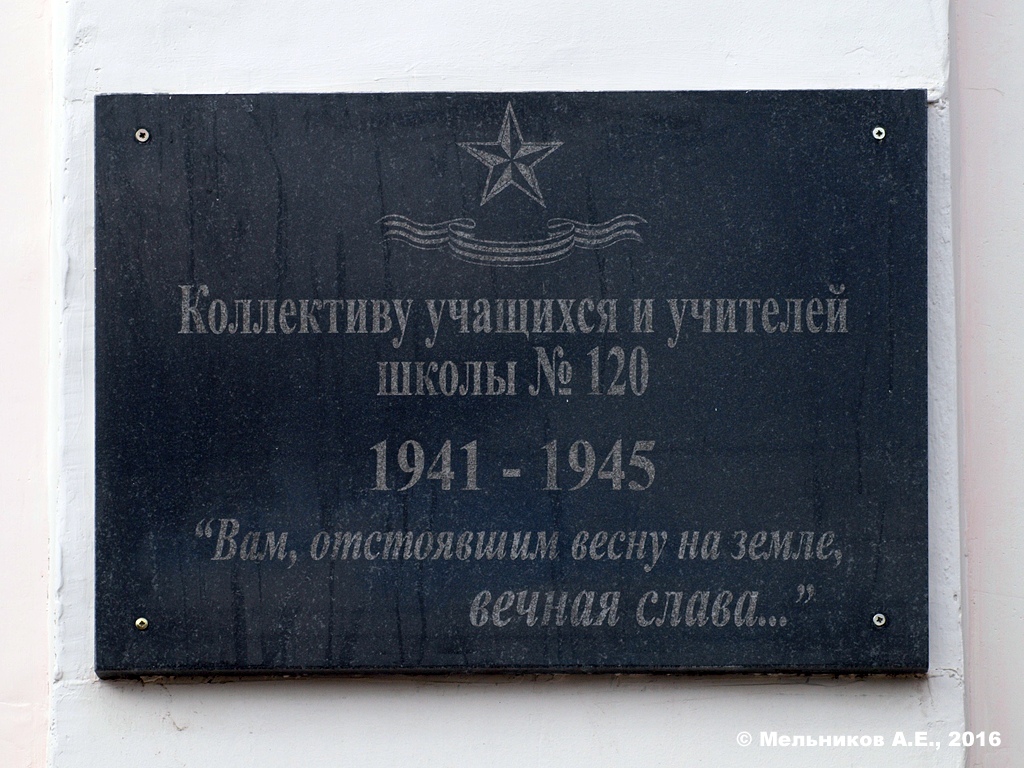 Коллективу учащихся и учителей
школы № 120
1941 - 1945
“Вам, отстоявшим весну на земле,
вечная слава...”
© Мельников А.Е., 2016